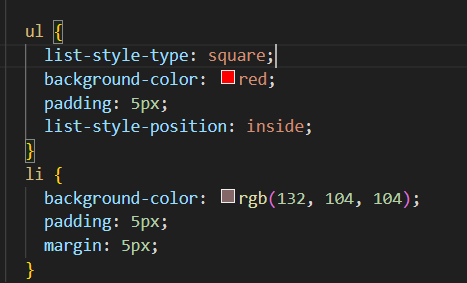 ul {
list-style-type: square;
background-color: red;
padding: 5px;
list-style-position: inside;
}
li {
background-color: rgb(132, 104, 104);
padding: 5px;
margin: 5px;
}